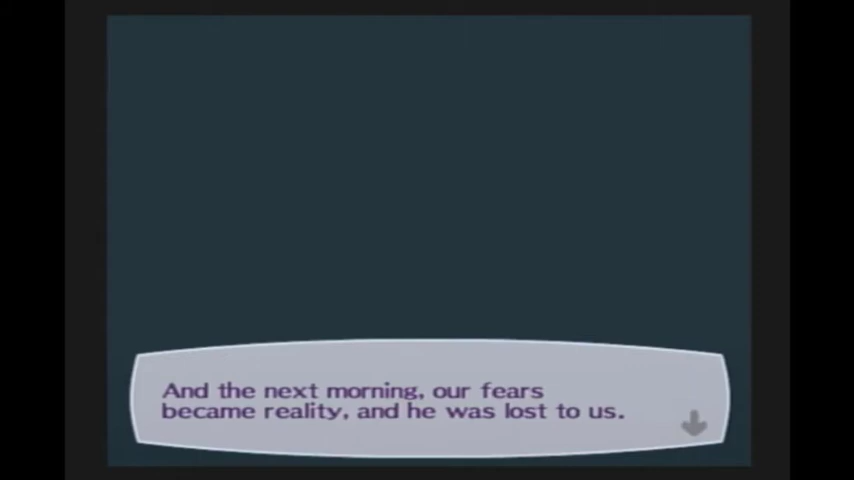 And the next morning, our fears
became reality, and he was lost to us.